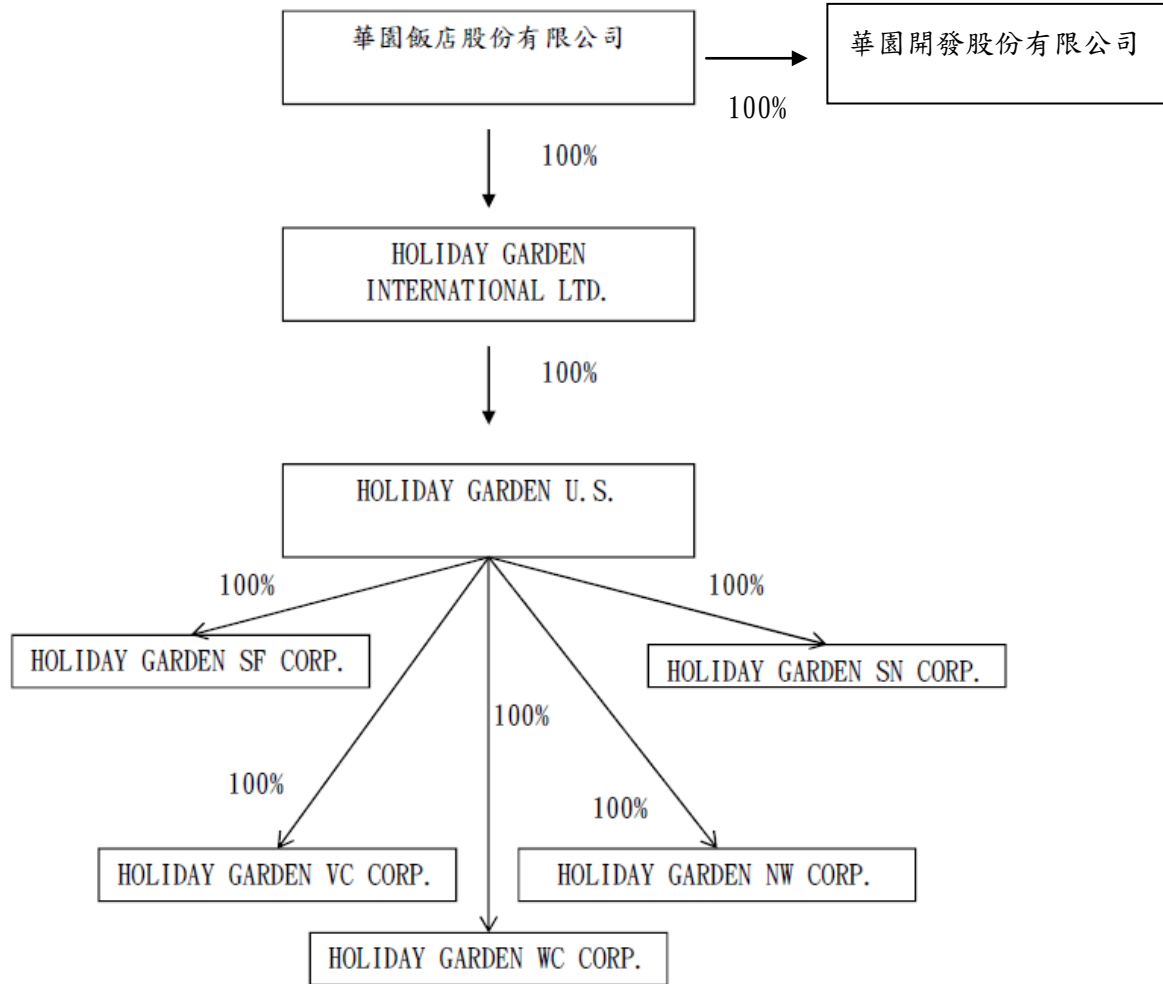 華園飯店股份有限公司
華園開發股份有限公司
100%
100%
HOLIDAY GARDEN
INTERNATIONAL LTD.
100%
HOLIDAY GARDEN U.S.
100%
100%
HOLIDAY GARDEN SF CORP.
HOLIDAY GARDEN SN CORP.
100%
100%
100%
HOLIDAY GARDEN VC CORP.
HOLIDAY GARDEN NW CORP.
HOLIDAY GARDEN WC CORP.